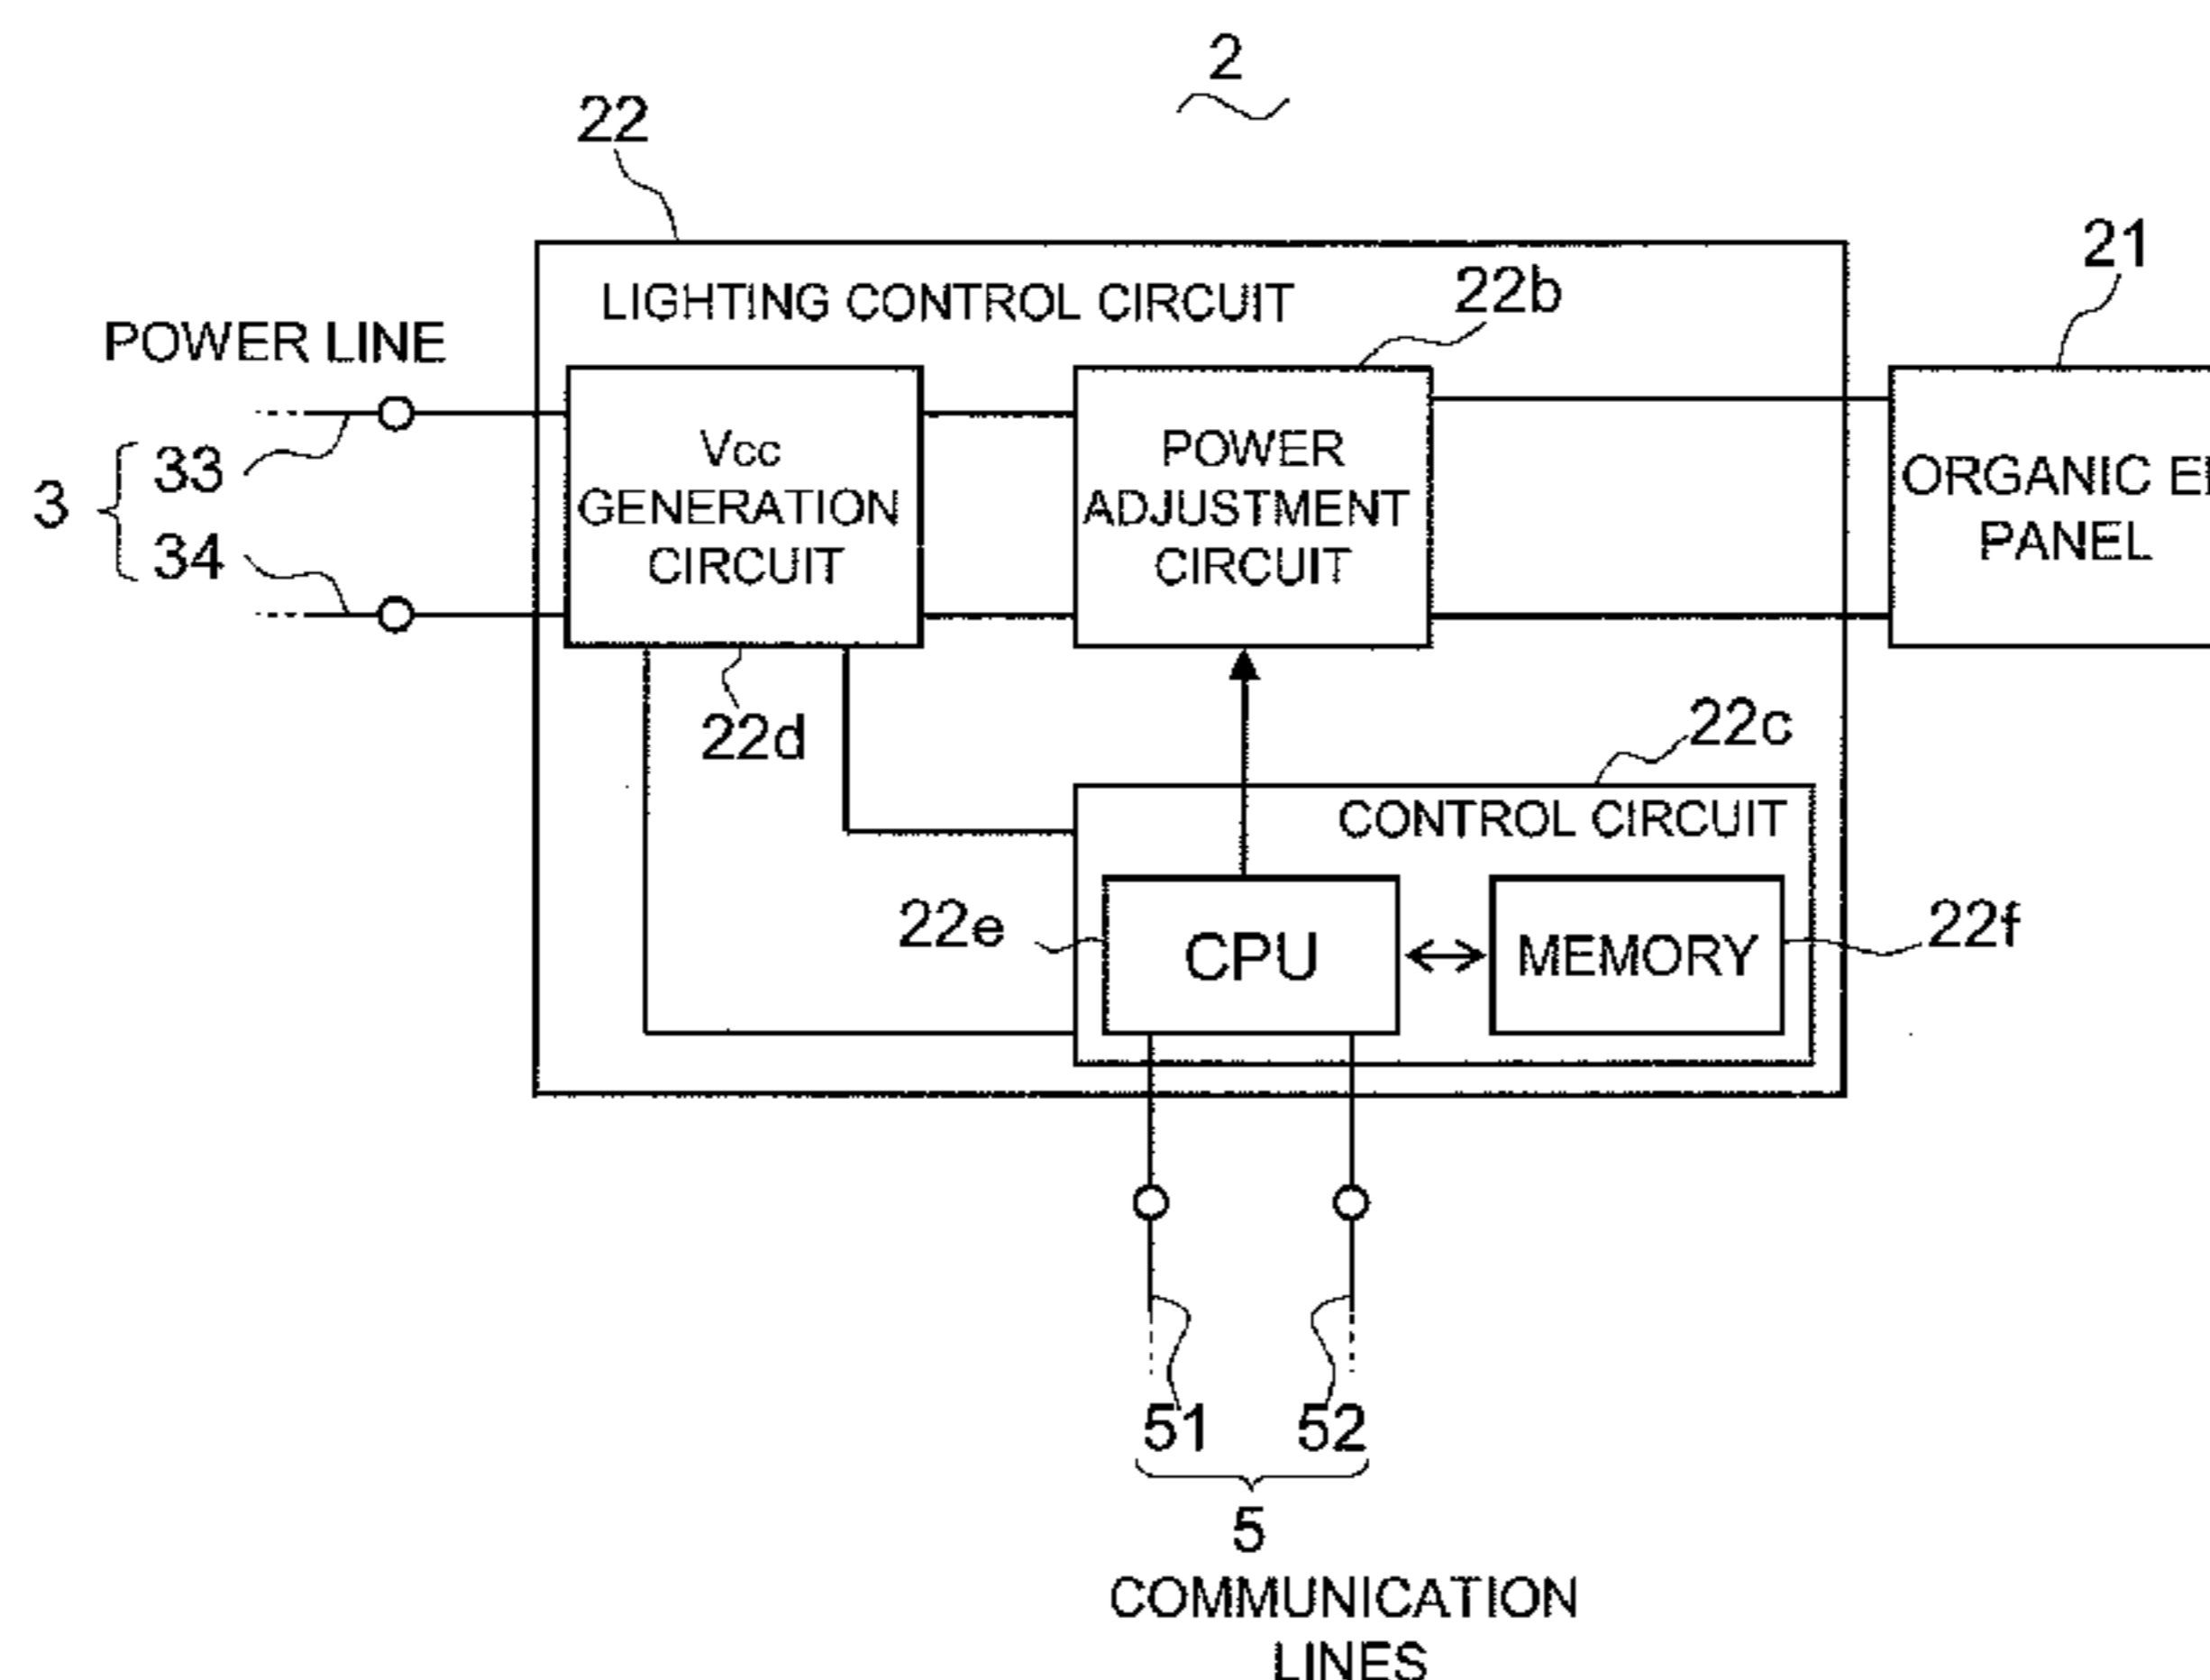 2
22
LIGHTING CONTROL CIRCUIT
22b
21
POWER LINE
Vcc
GENERATION
CIRCUIT
POWER
ADJUSTMENT
CIRCUIT
ORGANIC
PANEL
3
33
34
22d
22c
CONTROL CIRCUIT
22e
CPU
MEMORY
22f
51
52
5
COMMUNICATION
LINES